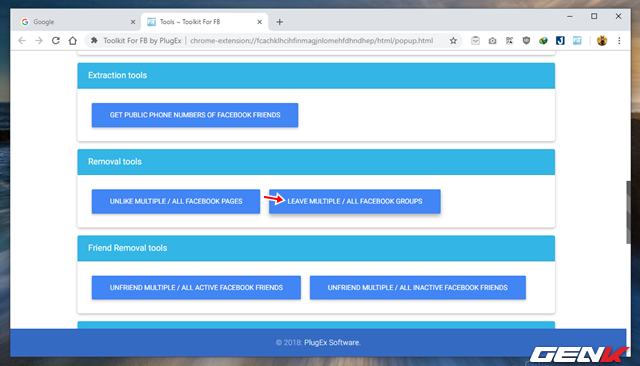 Google
Tools ~ Toolkit For FB
Toolkit For FB by PlugEx | chrome-extension://fcachklhcihfinmagjnlomehfdhndhep/html/popup.html
Extraction tools
GET PUBLIC PHONE NUMBERS OF FACEBOOK FRIENDS
Removal tools
UNLIKE MULTIPLE / ALL FACEBOOK PAGES
LEAVE MULTIPLE / ALL FACEBOOK GROUPS
Friend Removal tools
UNFRIEND MULTIPLE / ALL ACTIVE FACEBOOK FRIENDS
UNFRIEND MULTIPLE / ALL INACTIVE FACEBOOK FRIENDS
© 2018: PlugEx Software.
GENK